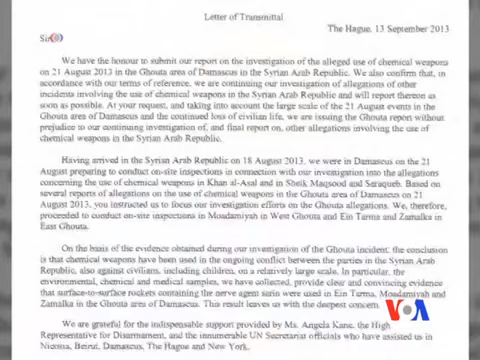 Letter of Transmittal
The Hague, 13 September 2013
Sir
We have the honour to submit our report on the investigation of the alleged use of chemical weapons
on 21 August 2013 in the Ghouta area of Damascus in the Syrian Arab Republic. We also confirm that, in
accordance with our terms of reference, we are continuing our investigation of allegations of other
incidents involving the use of chemical weapons in the Syrian Arab Republic and will report thereon as
soon as possible. At your request, and taking into account the large scale of the 21 August events in the
Ghouta area of Damascus and the continued loss of civilian life, we are issuing the Ghouta report without
prejudice to our continuing investigation of, and final report on, other allegations involving the use of
chemical weapons in the Syrian Arab Republic.
Having arrived in the Syrian Arab Republic on 18 August 2013, we were in Damascus on the 21
August preparing to conduct on-site inspections in connection with our investigation into the allegations
concerning the use of chemical weapons in Khan al-Asal and in Sheik Maqsood and Saraqueb. Based on
several reports of allegations on the use of chemical weapons in the Ghouta area of Damascus on 21
August 2013, you instructed us to focus our investigation efforts on the Ghouta allegations. We, therefore,
proceeded to conduct on-site inspections in Moadamiyah in West Ghouta and Ein Tarma and Zamalka in
East Ghouta.
On the basis of the evidence obtained during our investigation of the Ghouta incident, the conclusion
is that chemical weapons have been used in the ongoing conflict between the parties in the Syrian Arab
Republic, also against civilians, including children, on a relatively large scale. In particular, the
environmental, chemical and medical samples, we have collected, provide clear and convincing evidence
that surface-to-surface rockets containing the nerve agent sarin were used in Ein Tarma, Moadamiyah and
Zamalka in the Ghouta area of Damascus. This result leaves us with the deepest concern.
VOA
We are grateful for the indispensable support provided by Ms. Angela Kane, the High
Representative for Disarmament, and the innumerable UN Secretariat officials who have assisted us in
Nicosia, Beirut, Damascus, The Hague and New York.